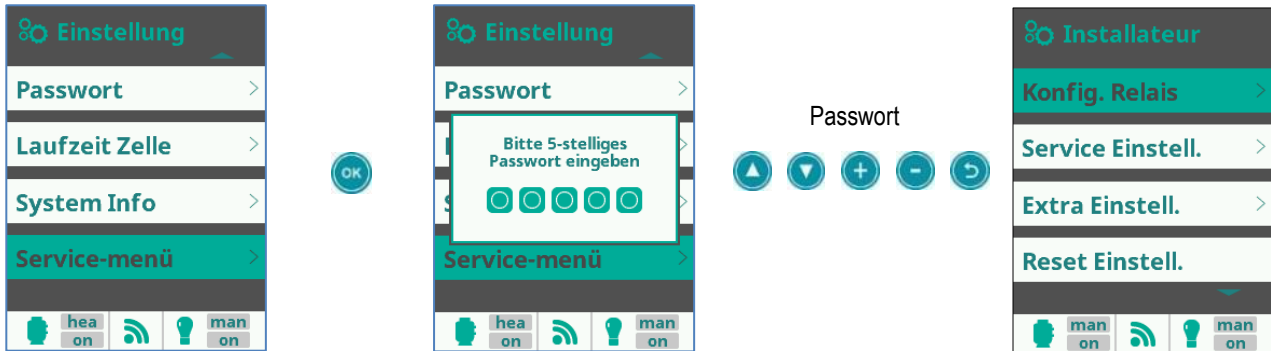 Einstellung
Passwort
Laufzeit Zelle
System Info
Service-menü
hea
on
man
on
OK
Einstellung
Passwort
Bitte 5-stelliges
Passwort eingeben
Service-menü
hea
on
man
on
Passwort
Installateur
Konfig. Relais
Service Einstell.
Extra Einstell.
Reset Einstell.
man
on
man
on